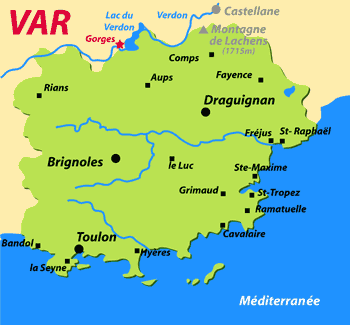 VAR
Lac du
Verdon
Verdon
Castellane
Gorges
Montagne
de Lachens
(1715m)
Comps
Aups
Fayence
Rians
Draguignan
Fréjus
St-Raphaël
Brignoles
le Luc
Ste-Maxime
Grimaud
St-Tropez
Ramatuelle
Cavalaire
Bandol
Toulon
Hyères
la Seyne
Méditerranée